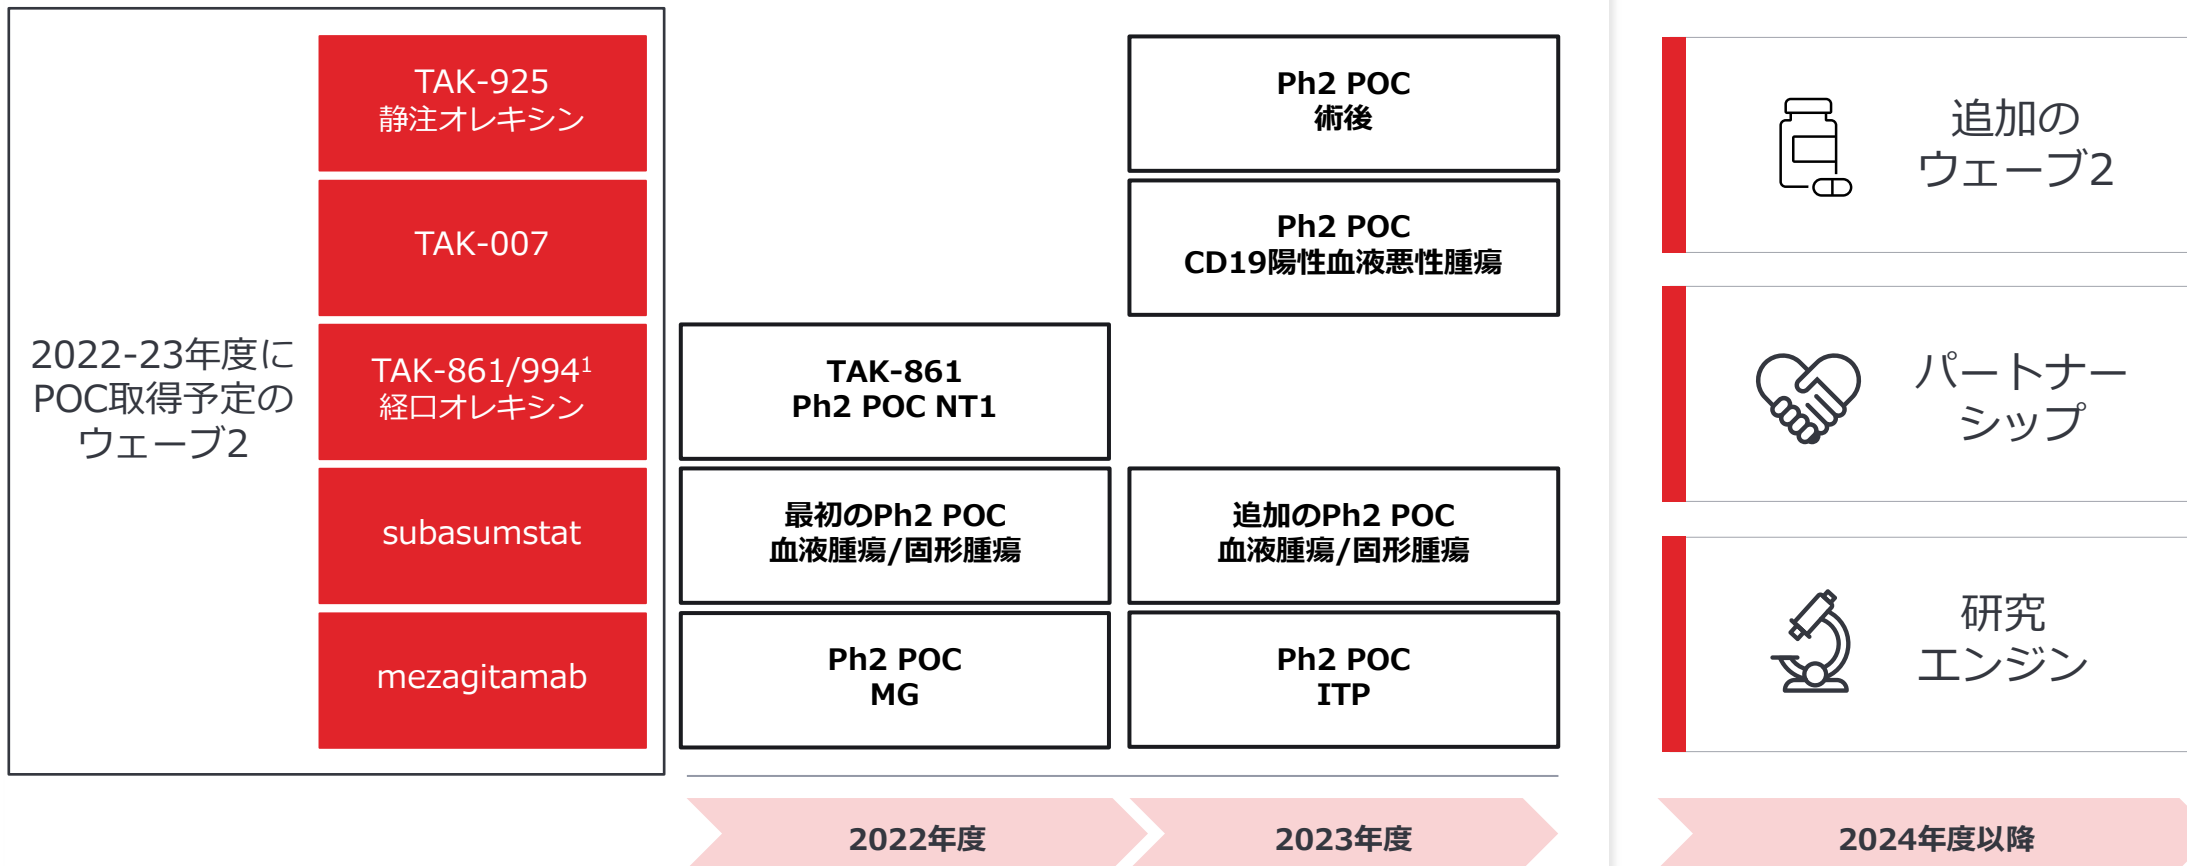 2022-23年度に
POC取得予定の
ウェーブ2
TAK-925
静注オレキシン
Ph2 POC
術後
TAK-007
Ph2 POC
CD19陽性血液悪性腫瘍
TAK-861/994¹
経口オレキシン
TAK-861
Ph2 POC NT1
subasumstat
最初のPh2 POC
血液腫瘍/固形腫瘍
追加のPh2 POC
血液腫瘍/固形腫瘍
mezagitamab
Ph2 POC
MG
Ph2 POC
ITP
2022年度
2023年度
追加の
ウェーブ2
パートナー
シップ
研究
エンジン
2024年度以降